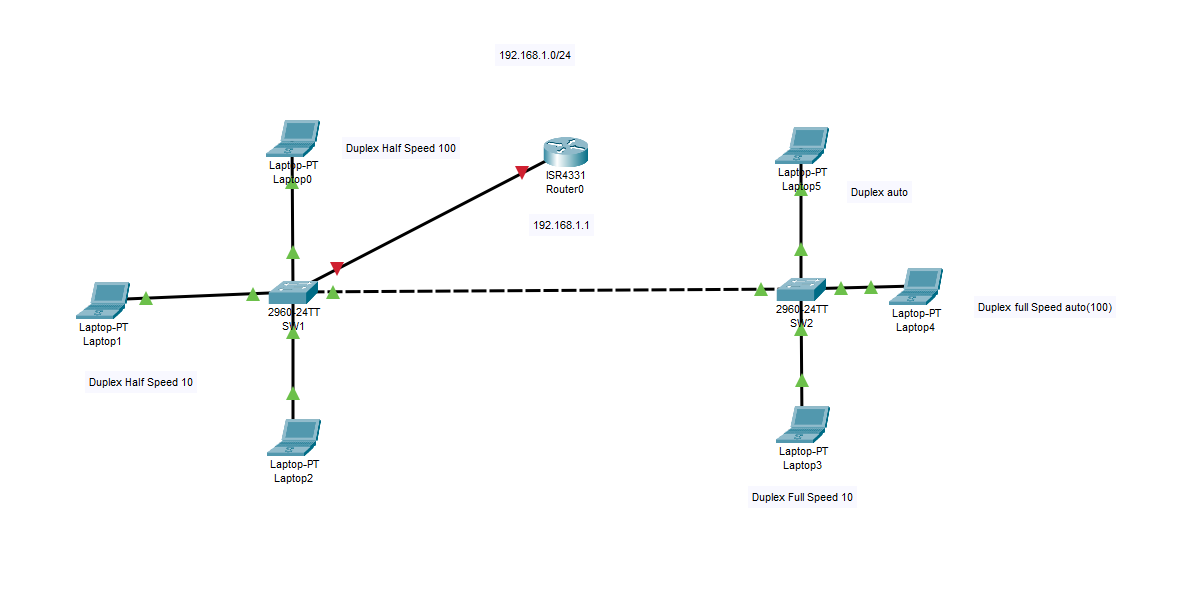 192.168.1.0/24
Laptop-PT
Laptop0
Duplex Half Speed 100
ISR4331
Router0
192.168.1.1
Laptop-PT
Laptop5
Duplex auto
Laptop-PT
Laptop1
2960-24TT
SW1
2960-24TT
SW2
Laptop-PT
Laptop4
Duplex full Speed auto(100)
Duplex Half Speed 10
Laptop-PT
Laptop2
Laptop-PT
Laptop3
Duplex Full Speed 10